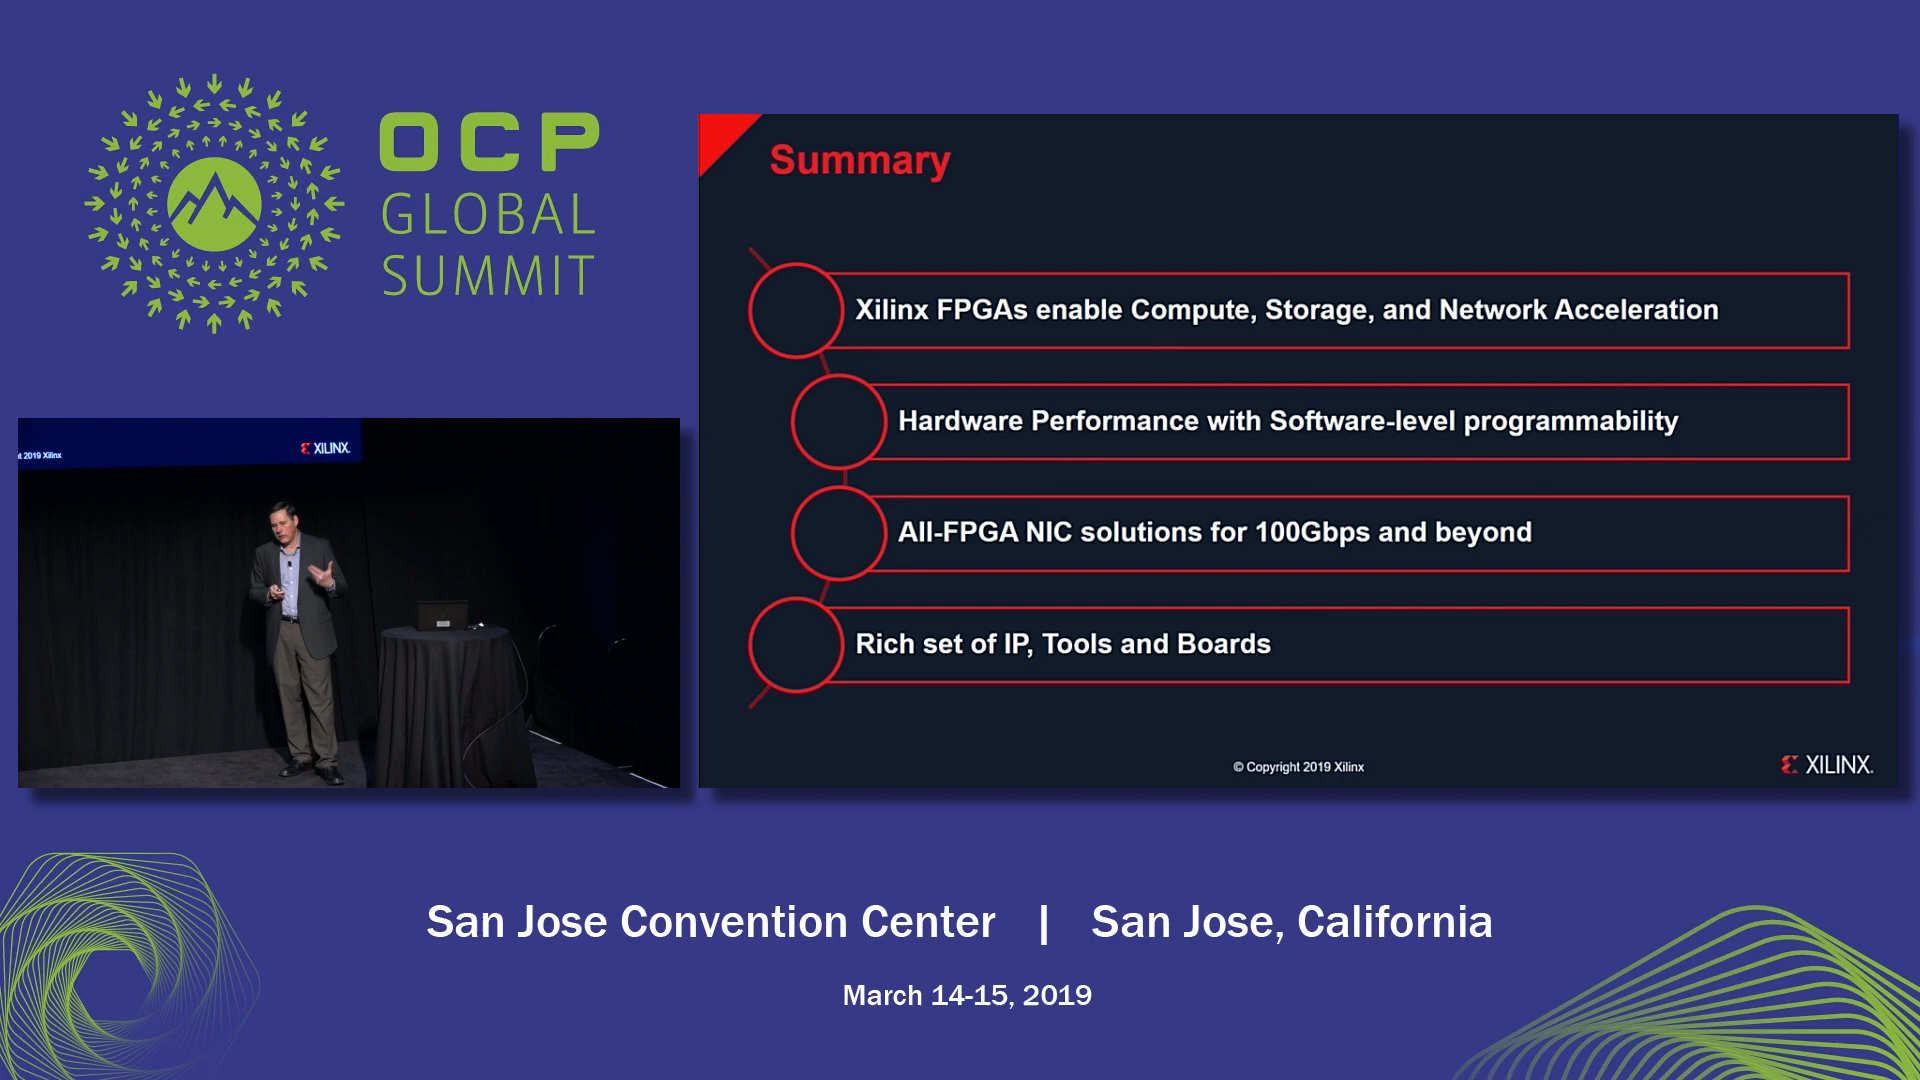 OCP
GLOBAL
SUMMIT
Summary
Xilinx FPGAs enable Compute, Storage, and Network Acceleration
Hardware Performance with Software-level programmability
All-FPGA NIC solutions for 100Gbps and beyond
Rich set of IP, Tools and Boards
© Copyright 2019 Xilinx
XILINX.
2019 Xilinx
XILINX.
San Jose Convention Center | San Jose, California
March 14-15, 2019